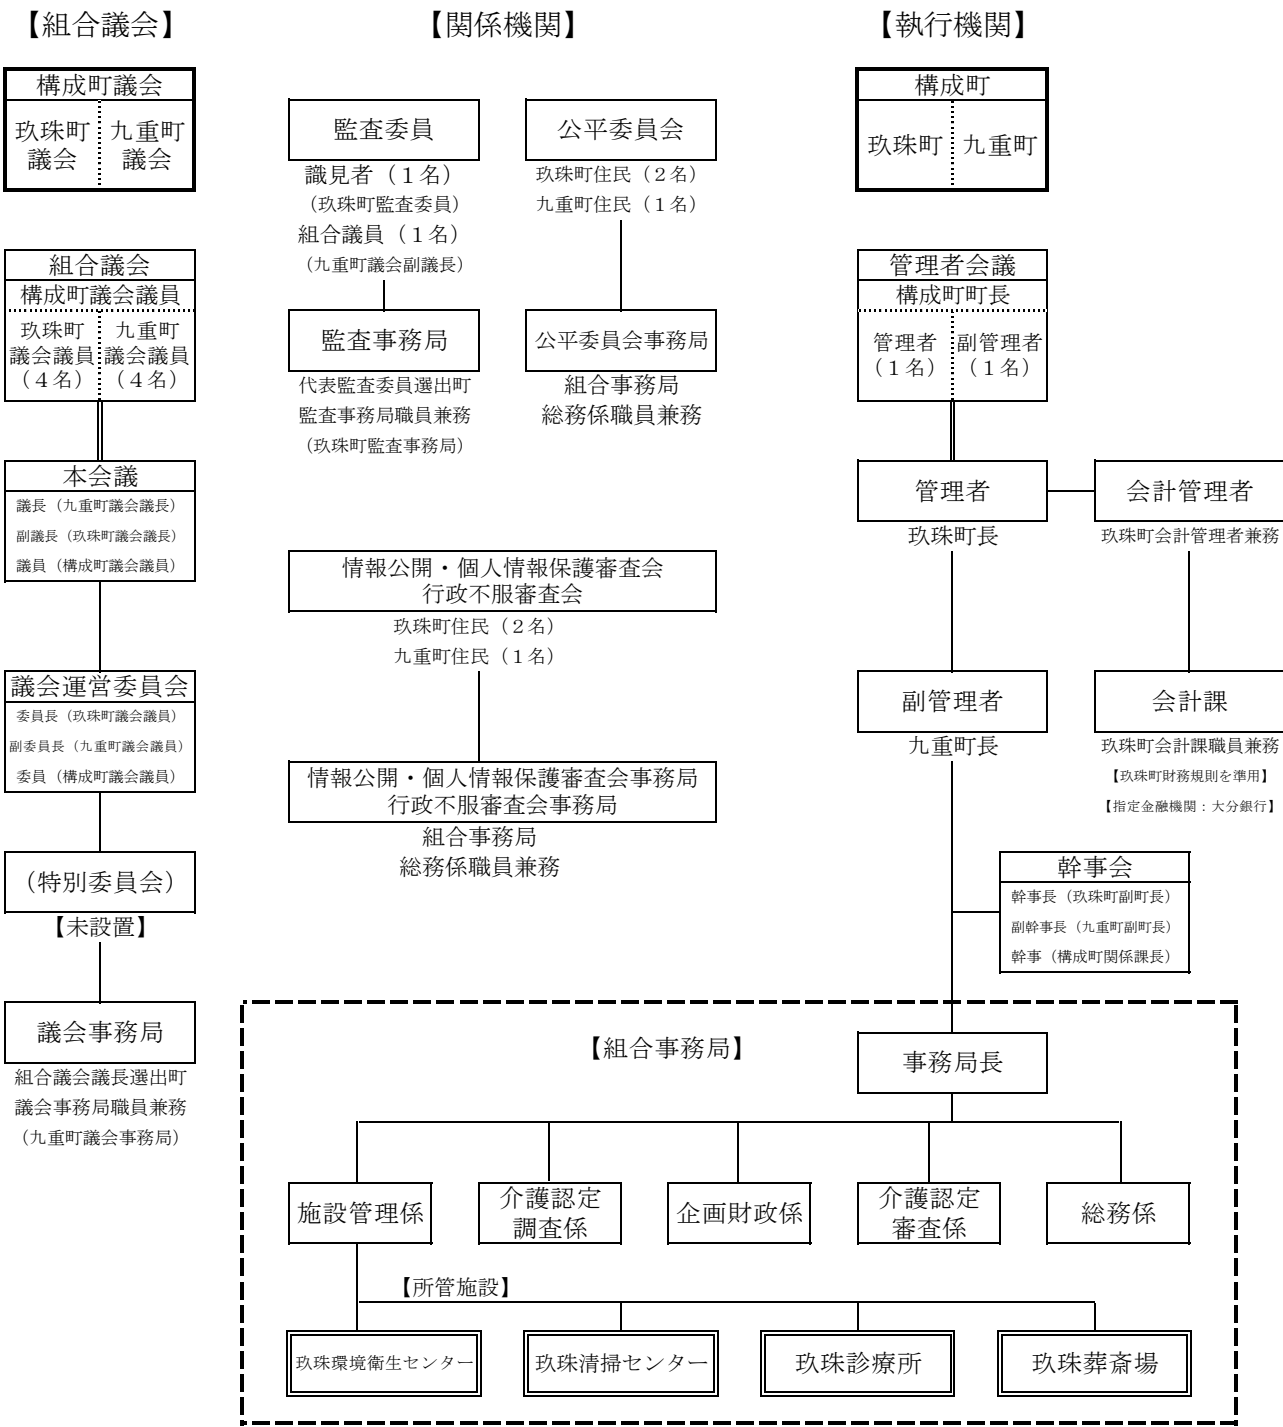 【組合議会】
構成町議会
玖珠町
議会
九重町
議会
組合議会
構成町議会議員
玖珠町
議会議員
（４名）
九重町
議会議員
（４名）
本会議
議長（九重町議会議長）
副議長（玖珠町議会議長）
議員（構成町議会議員）
議会運営委員会
委員長（玖珠町議会議員）
副委員長（九重町議会議員）
委員（構成町議会議員）
（特別委員会）
【未設置】
議会事務局
組合議会議長選出町
議会事務局職員兼務
（九重町議会事務局）
【関係機関】
監査委員
識見者（１名）
（玖珠町監査委員）
組合議員（１名）
（九重町議会副議長）
監査事務局
代表監査委員選出町
監査事務局職員兼務
（玖珠町監査事務局）
公平委員会
玖珠町住民（２名）
九重町住民（１名）
公平委員会事務局
組合事務局
総務係職員兼務
情報公開・個人情報保護審査会
行政不服審査会
玖珠町住民（２名）
九重町住民（１名）
情報公開・個人情報保護審査会事務局
行政不服審査会事務局
組合事務局
総務係職員兼務
【執行機関】
構成町
玖珠町
九重町
管理者会議
構成町町長
管理者
（１名）
副管理者
（１名）
管理者
玖珠町長
会計管理者
玖珠町会計管理者兼務
副管理者
九重町長
会計課
玖珠町会計課職員兼務
【玖珠町財務規則を準用】
【指定金融機関：大分銀行】
幹事会
幹事長（玖珠町副町長）
副幹事長（九重町副町長）
幹事（構成町関係課長）
【組合事務局】
事務局長
施設管理係
介護認定
調査係
企画財政係
介護認定
審査係
総務係
【所管施設】
玖珠環境衛生センター
玖珠清掃センター
玖珠診療所
玖珠葬斎場